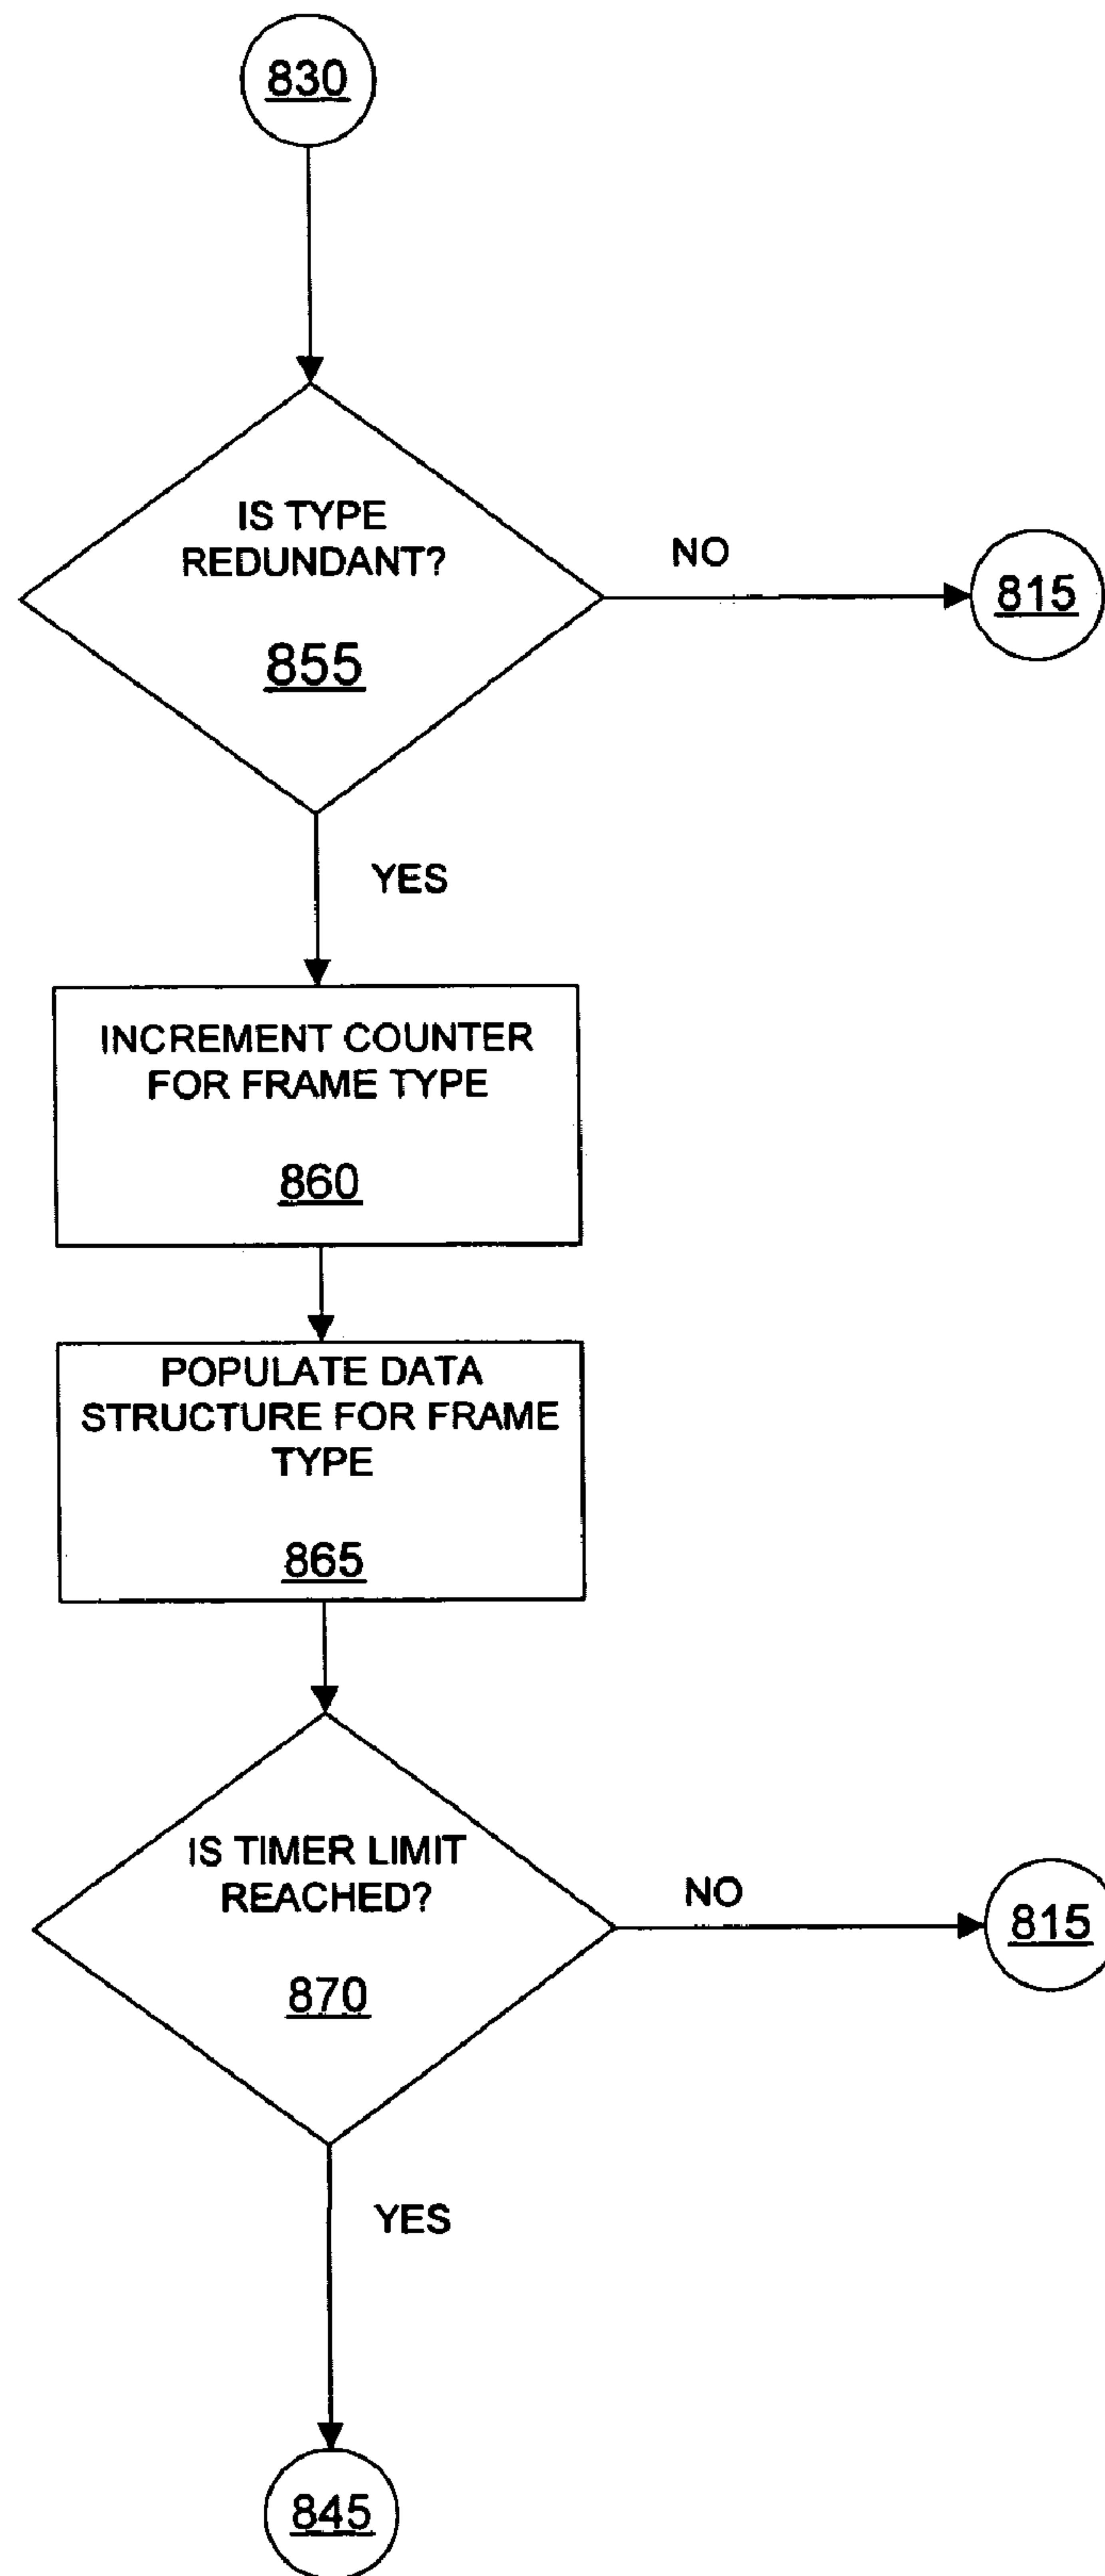 830
IS TYPE
REDUNDANT?
855
NO
815
YES
INCREMENT COUNTER
FOR FRAME TYPE
860
POPULATE DATA
STRUCTURE FOR FRAME
TYPE
865
IS TIMER LIMIT
REACHED?
870
NO
815
YES
845